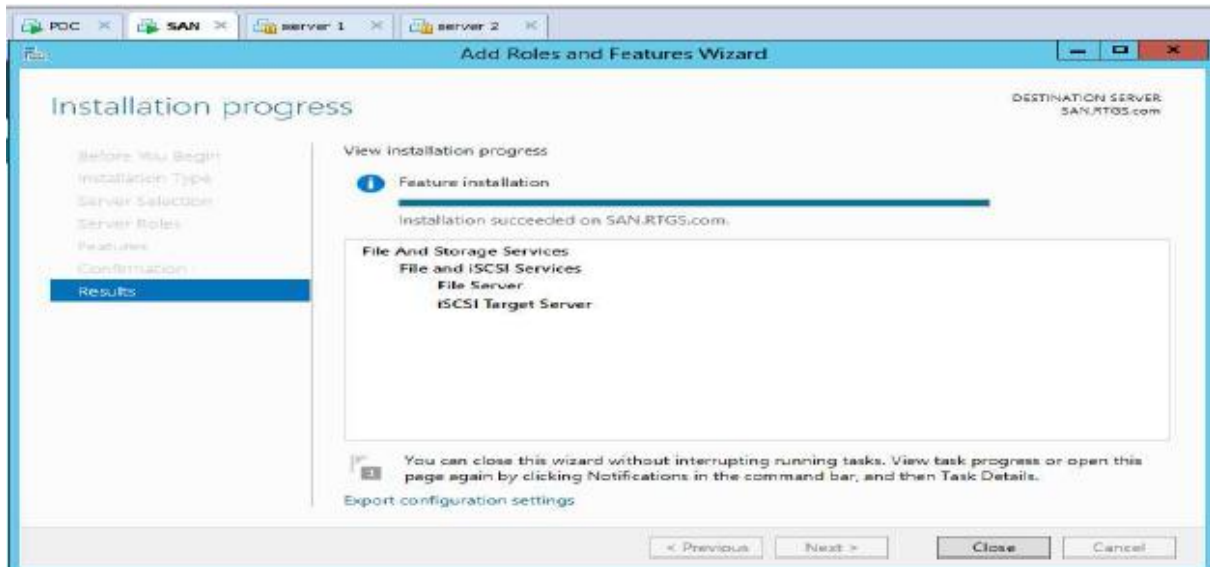 PDC
SAN
server 1
server 2
Add Roles and Features Wizard
Installation progress
DESTINATION SERVER
SAN.RTGS.com
Before You Begin
Installation Type
Server Selection
Server Roles
Features
Confirmation
Results
View installation progress
Feature installation
Installation succeeded on SAN.RTGS.com.
File And Storage Services
File and iSCSI Services
File Server
iSCSI Target Server
You can close this wizard without interrupting running tasks. View task progress or open this
page again by clicking Notifications in the command bar, and then Task Details.
Export configuration settings
< Previous
Next >
Close
Cancel